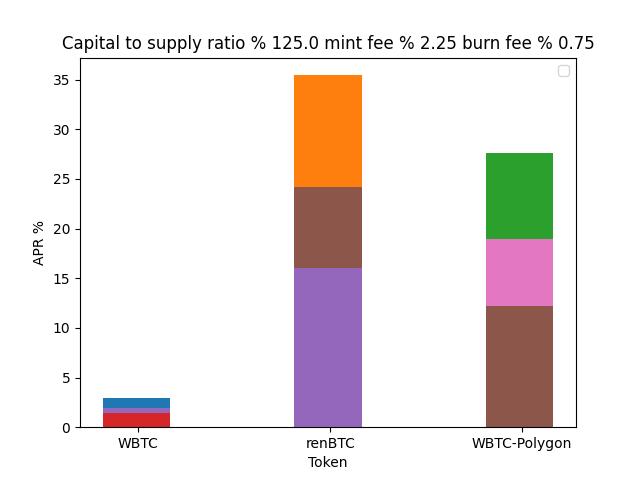 Capital to supply ratio % 125.0 mint fee % 2.25 burn fee % 0.75
APR %
35
30
25
20
15
10
5
0
WBTC renBTC WBTC-Polygon
Token